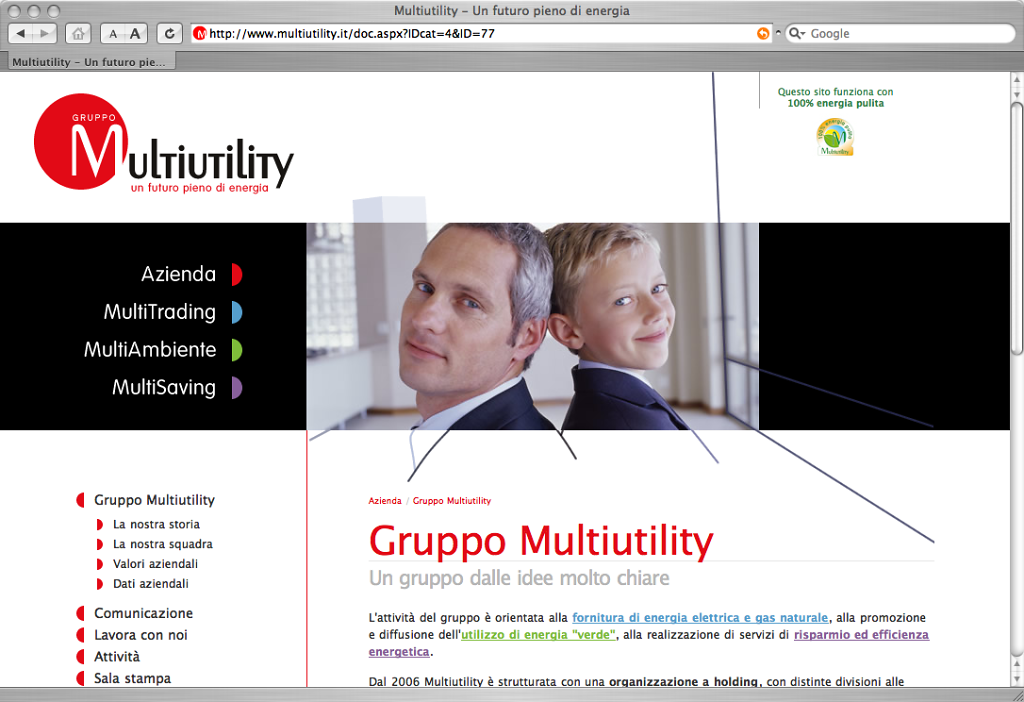 Multiutility – Un futuro pieno di energia
A A
http://www.multiutility.it/doc.aspx?IDcat=4&ID=77
Google
Multiutility – Un futuro pie...
GRUPPO
Multiutility
un futuro pieno di energia
Questo sito funziona con
100% energia pulita
100% energia pulita
Multiutility
Azienda
MultiTrading
MultiAmbiente
MultiSaving
Gruppo Multiutility
La nostra storia
La nostra squadra
Valori aziendali
Dati aziendali
Comunicazione
Lavora con noi
Attività
Sala stampa
Azienda / Gruppo Multiutility
Gruppo Multiutility
Un gruppo dalle idee molto chiare
L'attività del gruppo è orientata alla fornitura di energia elettrica e gas naturale, alla promozione
e diffusione dell'utilizzo di energia "verde", alla realizzazione di servizi di risparmio ed efficienza
energetica.
Dal 2006 Multiutility è strutturata con una organizzazione a holding, con distinte divisioni alle